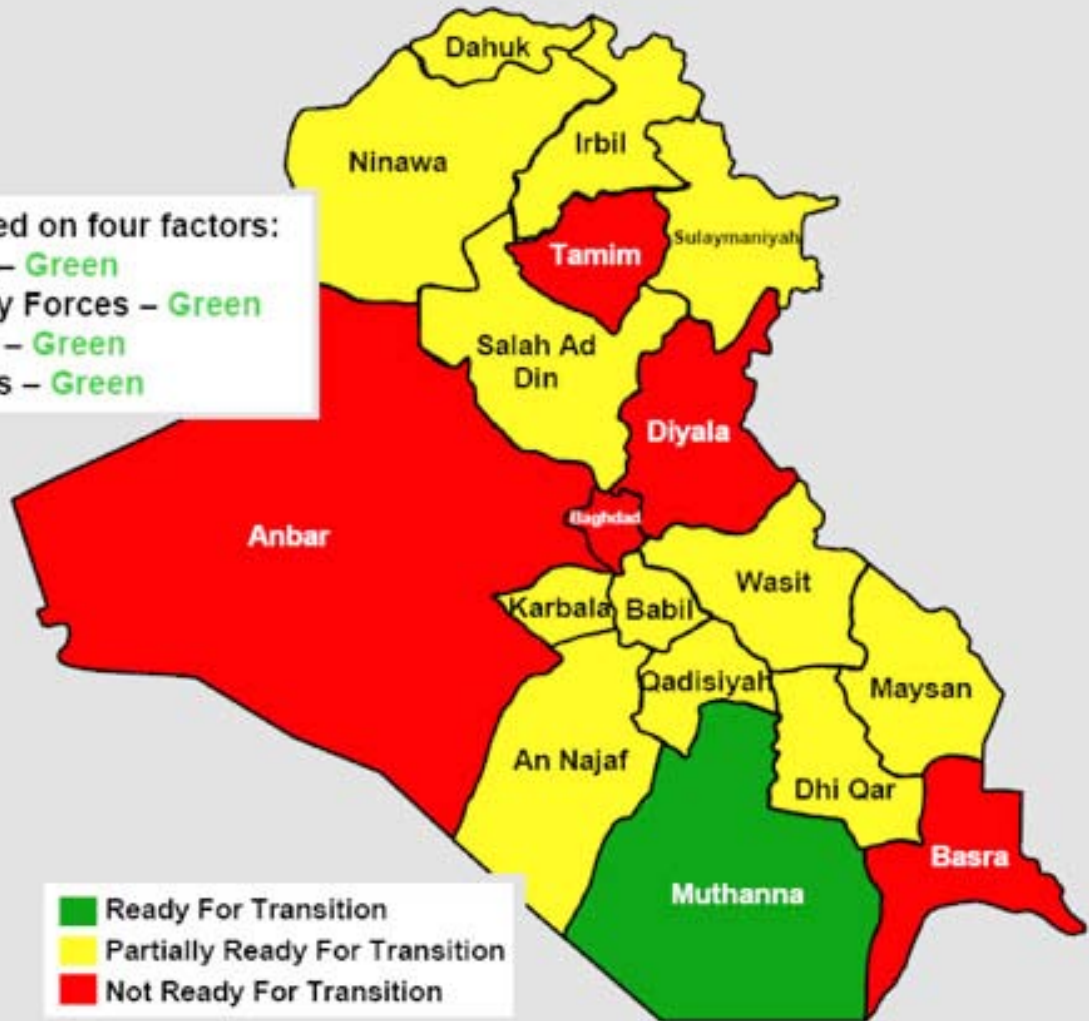 Dahuk
Irbil
Ninawa
ed on four factors:
– Green
y Forces – Green
– Green
s – Green
Tamim
Sulaymaniyah
Salah Ad
Din
Diyala
Baghdad
Anbar
Wasit
Karbala
Babil
Qadisiyah
Maysan
An Najaf
Dhi Qar
Basra
Muthanna
Ready For Transition
Partially Ready For Transition
Not Ready For Transition